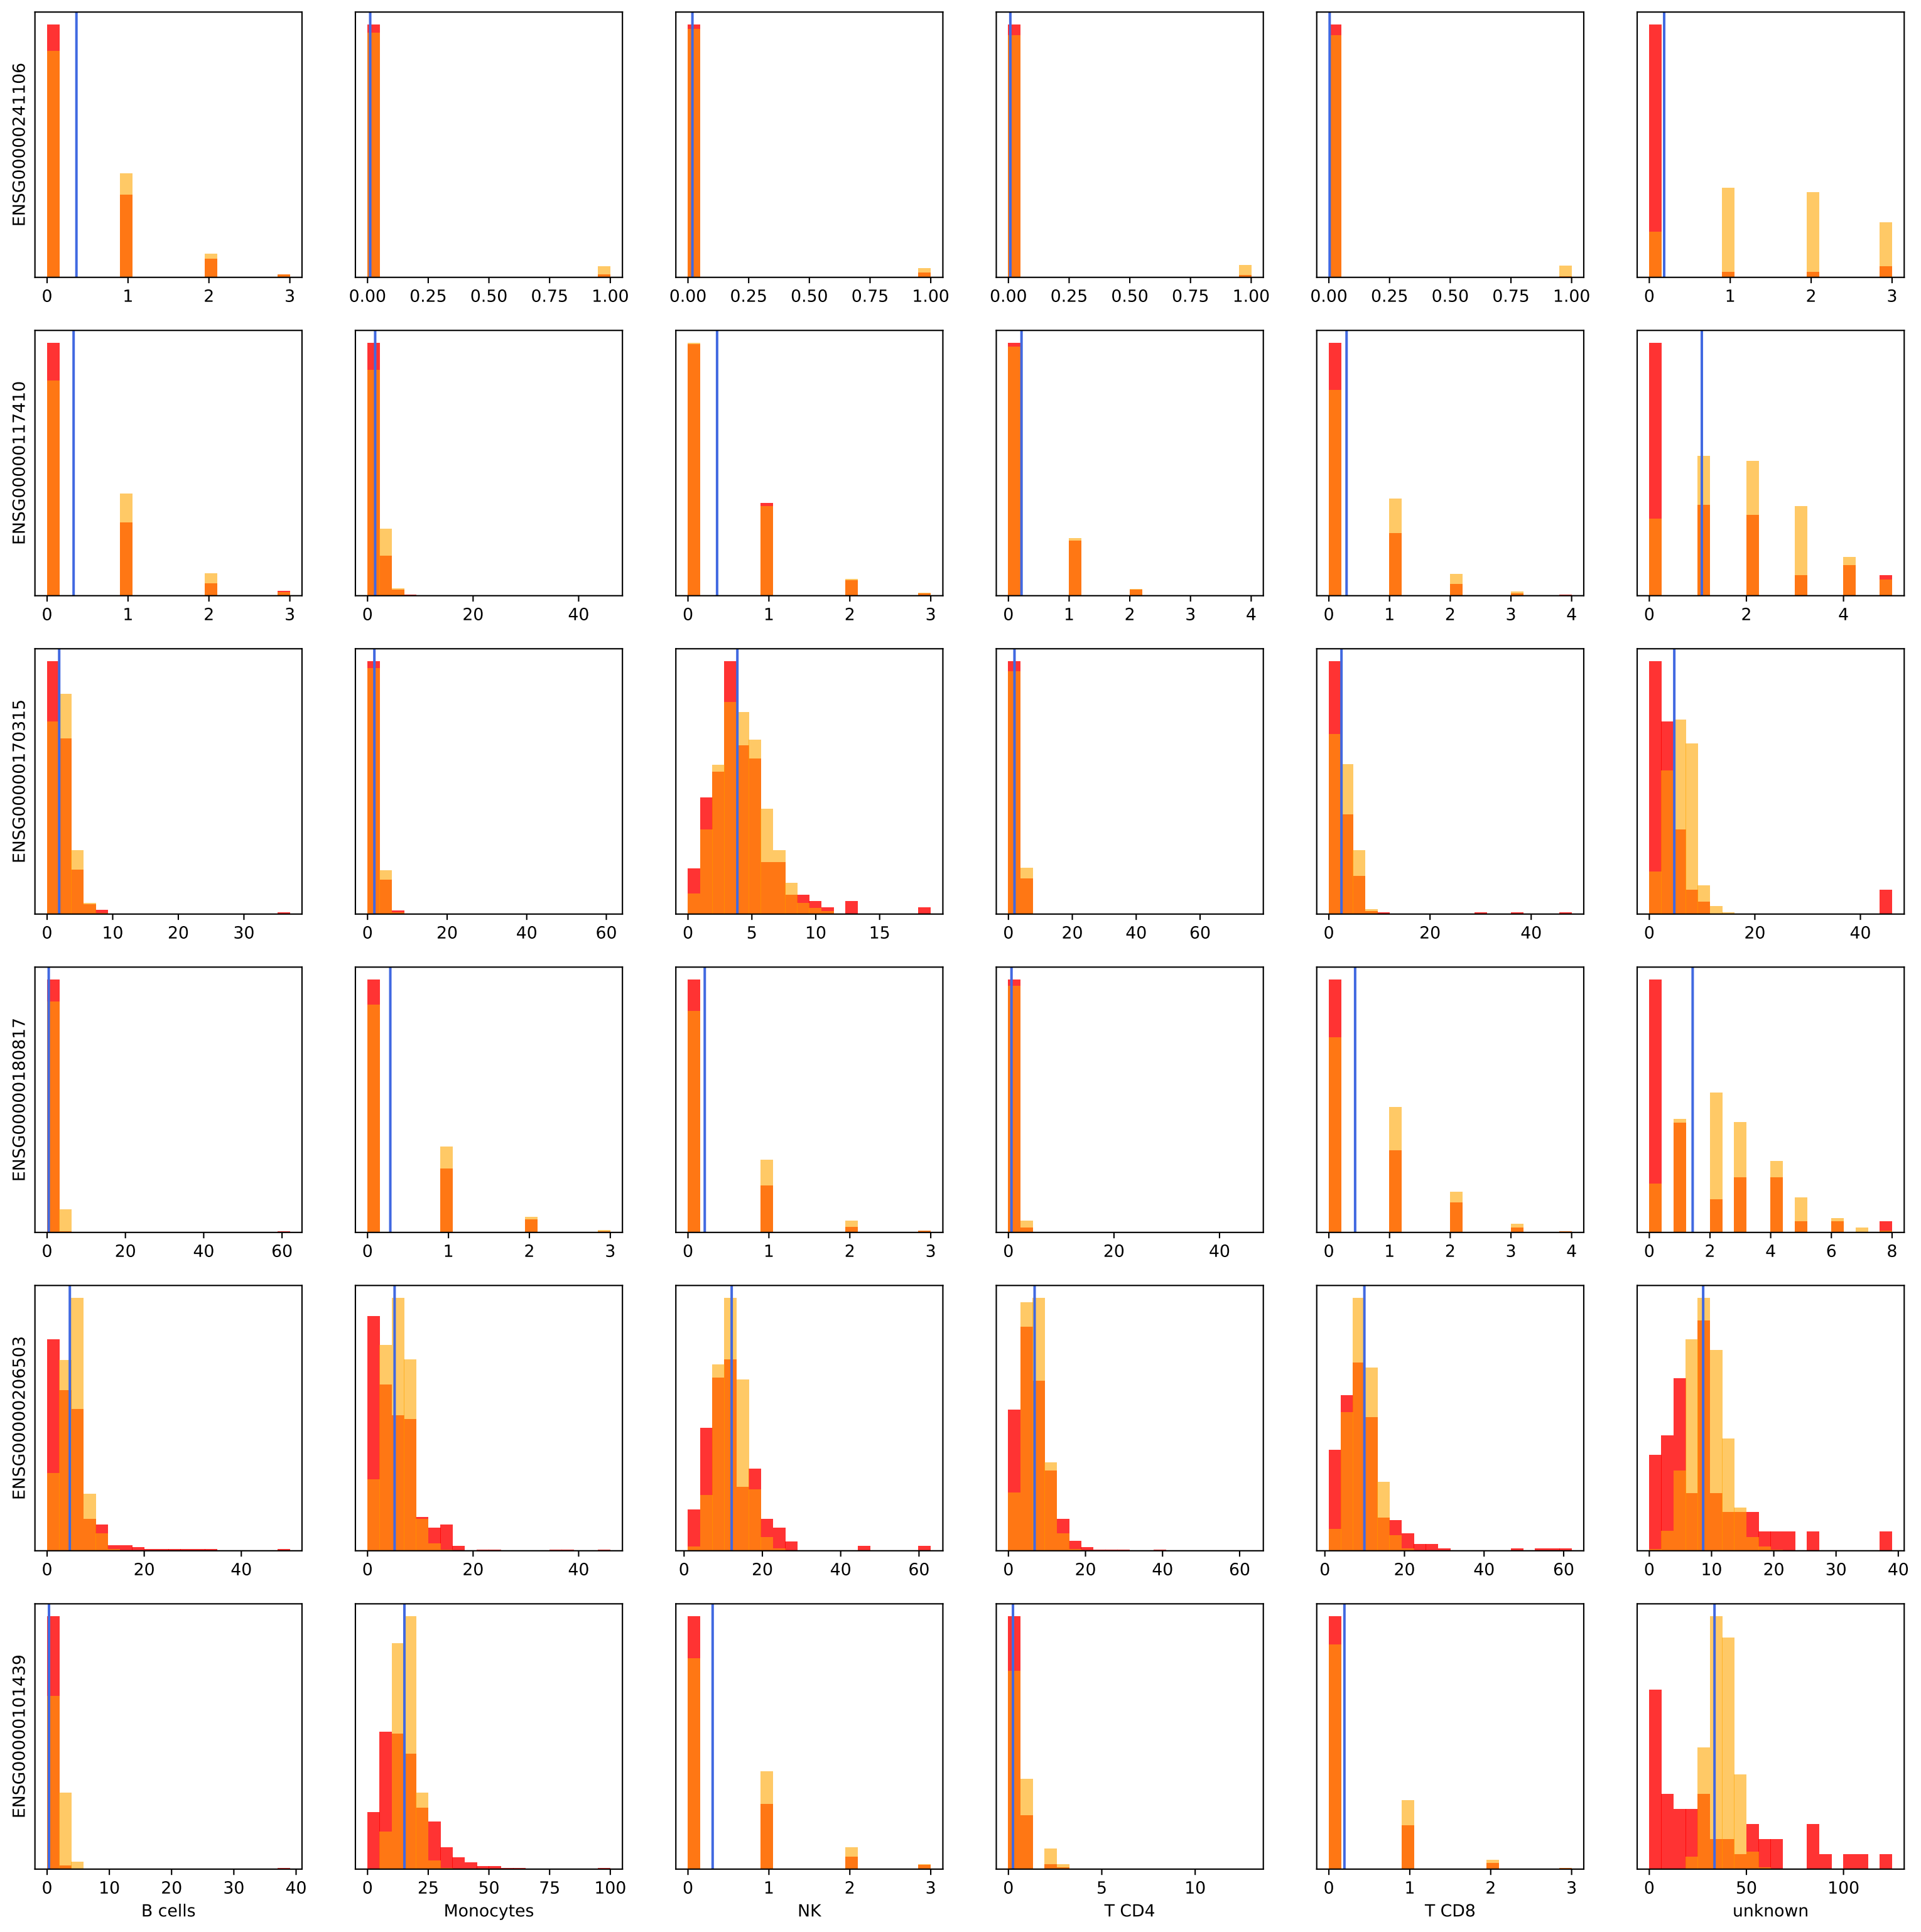 ENSG00000241106
0 1 2 3
0.00 0.25 0.50 0.75 1.00
0.00 0.25 0.50 0.75 1.00
0.00 0.25 0.50 0.75 1.00
0.00 0.25 0.50 0.75 1.00
0 1 2 3
ENSG00000117410
0 1 2 3
0 20 40
0 1 2 3
0 1 2 3 4
0 1 2 3 4
0 2 4
ENSG00000170315
0 10 20 30
0 20 40 60
0 5 10 15
0 20 40 60
0 20 40
0 20 40
ENSG00000180817
0 20 40 60
0 1 2 3
0 1 2 3
0 20 40
0 1 2 3 4
0 2 4 6 8
ENSG00000206503
0 20 40
0 20 40
0 20 40 60
0 20 40 60
0 20 40 60
0 10 20 30 40
ENSG00000101439
0 10 20 30 40
B cells
0 25 50 75 100
Monocytes
0 1 2 3
NK
0 5 10
T CD4
0 1 2 3
T CD8
0 50 100
unknown